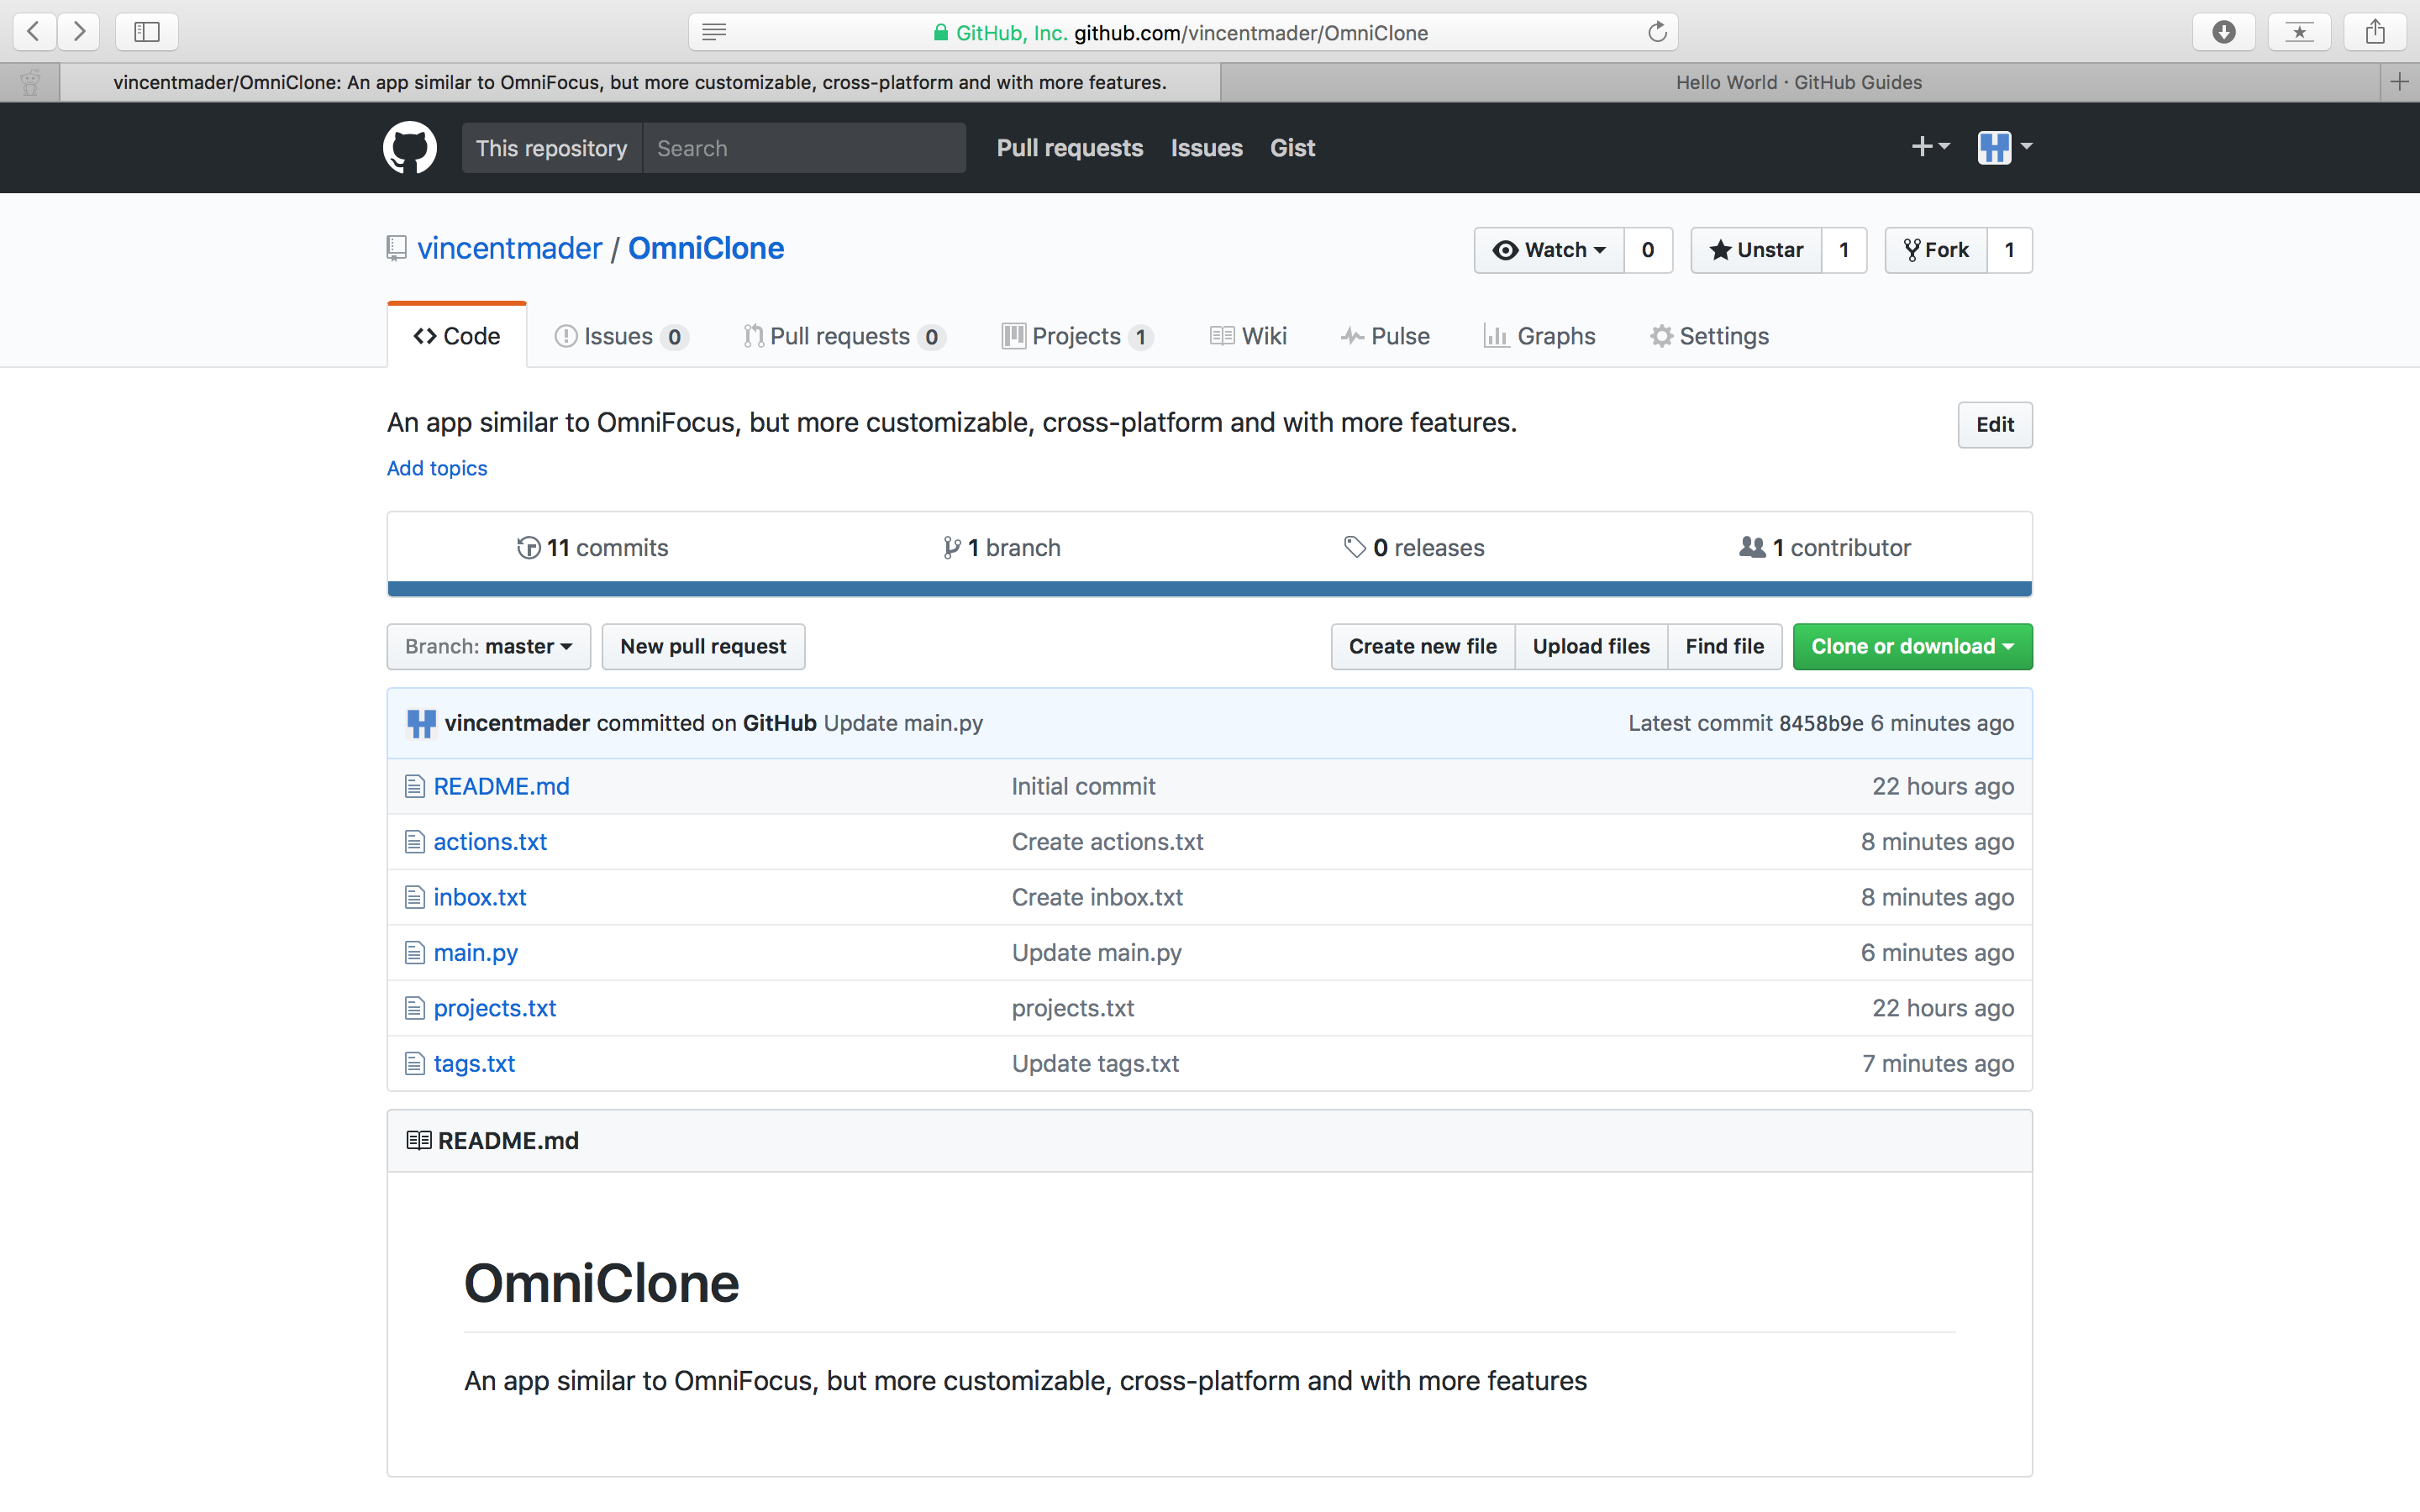 GitHub, Inc. github.com/vincentmader/OmniClone
vincentmader/OmniClone: An app similar to OmniFocus, but more customizable, cross-platform and with more features.
Hello World · GitHub Guides
This repository Search Pull requests Issues Gist
vincentmader / OmniClone
Watch 0 Unstar 1 Fork 1
Code Issues 0 Pull requests 0 Projects 1 Wiki Pulse Graphs Settings
An app similar to OmniFocus, but more customizable, cross-platform and with more features.
Edit
Add topics
11 commits 1 branch 0 releases 1 contributor
Branch: master New pull request Create new file Upload files Find file Clone or download
vincentmader committed on GitHub Update main.py Latest commit 8458b9e 6 minutes ago
README.md Initial commit 22 hours ago
actions.txt Create actions.txt 8 minutes ago
inbox.txt Create inbox.txt 8 minutes ago
main.py Update main.py 6 minutes ago
projects.txt projects.txt 22 hours ago
tags.txt Update tags.txt 7 minutes ago
README.md
OmniClone
An app similar to OmniFocus, but more customizable, cross-platform and with more features